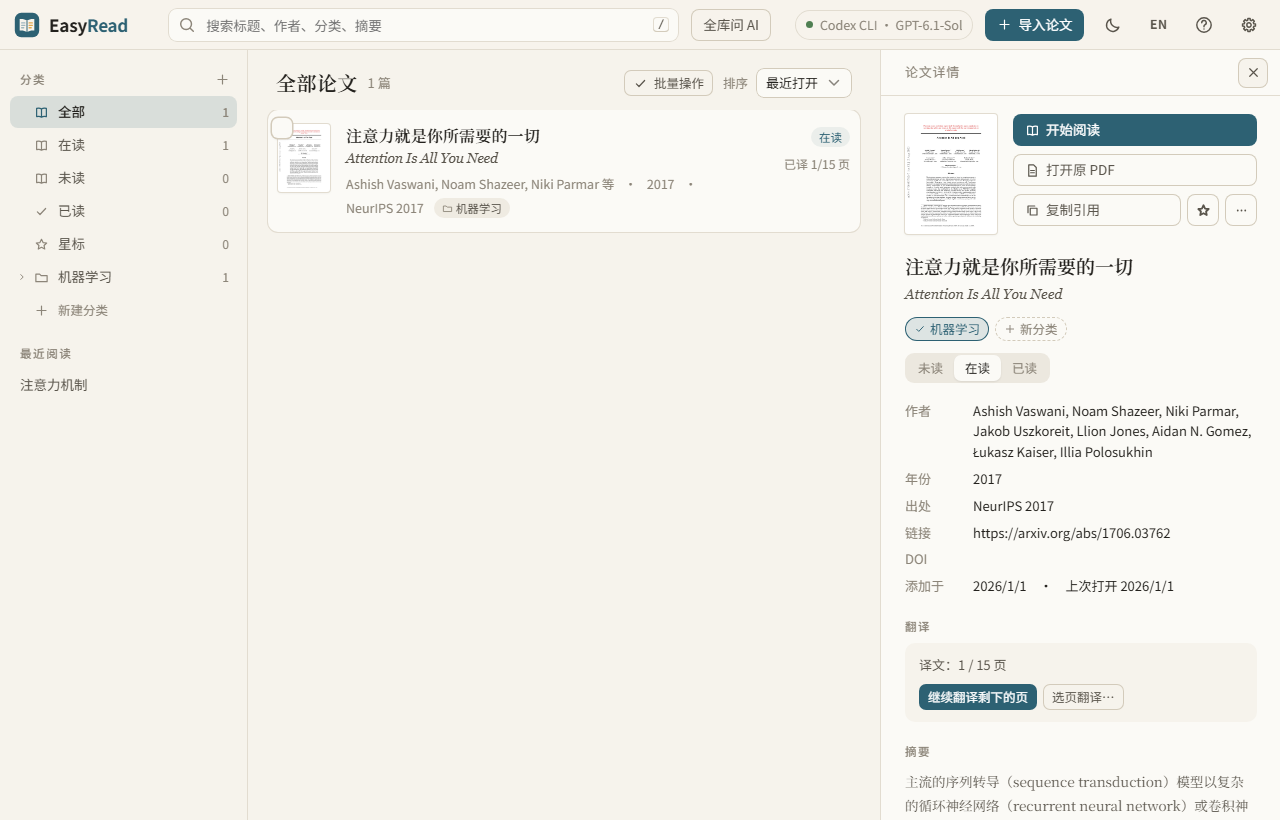 EasyRead
搜索标题、作者、分类、摘要
/
全库问 AI
Codex CLI • GPT-6.1-Sol
导入论文
EN
分类
全部 1
在读 1
未读 0
已读 0
星标 0
机器学习 1
新建分类
最近阅读
注意力机制
全部论文 1 篇
批量操作
排序
最近打开
注意力就是你所需要的一切
Attention Is All You Need
Ashish Vaswani, Noam Shazeer, Niki Parmar 等 • 2017 •
NeurIPS 2017 机器学习
在读
已译 1/15 页
论文详情
开始阅读
打开原 PDF
复制引用
注意力就是你所需要的一切
Attention Is All You Need
机器学习
新分类
未读 在读 已读
作者 Ashish Vaswani, Noam Shazeer, Niki Parmar,
Jakob Uszkoreit, Llion Jones, Aidan N. Gomez,
Łukasz Kaiser, Illia Polosukhin
年份 2017
出处 NeurIPS 2017
链接 https://arxiv.org/abs/1706.03762
DOI
添加于 2026/1/1 • 上次打开 2026/1/1
翻译
译文：1 / 15 页
继续翻译剩下的页
选页翻译…
摘要
主流的序列转导（sequence transduction）模型以复杂
的循环神经网络（recurrent neural network）或卷积神